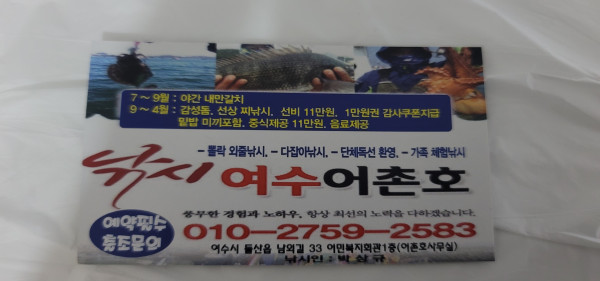 7～9월 : 야간 내만갈치
9～4월 : 감성돔, 선상 찌낚시, 선비 11만원, 1만원권 감사쿠폰지급
밑밥 미끼포함, 중식제공 11만원, 음료제공
- 볼락 외줄낚시, - 다잡아낚시, - 단체독선 환영, - 가족 체험낚시
낚시 여수어촌호
예약필수
풍부한 경험과 노하우, 항상 최선의 노력을 다하겠습니다.
010-2759-2583
여수시 돌산읍 남외길 33 어민복지회관1층(어촌호사무실)
낚시인 : 박상규